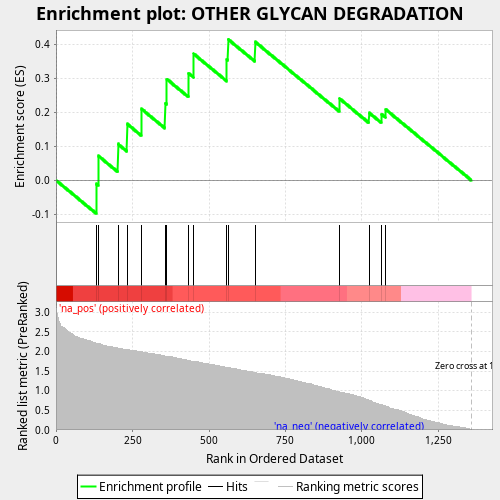 Enrichment plot: OTHER GLYCAN DEGRADATION
Enrichment score (ES)
0.4
0.3
0.2
0.1
0.0
-0.1
'na_pos' (positively correlated)
Ranked list metric (PreRanked)
3.0
2.5
2.0
1.5
1.0
0.5
0.0
Zero cross at 1
'na_neg' (negatively correlated)
0
250
500
750
1,000
1,250
Rank in Ordered Dataset
Enrichment profile
Hits
Ranking metric scores